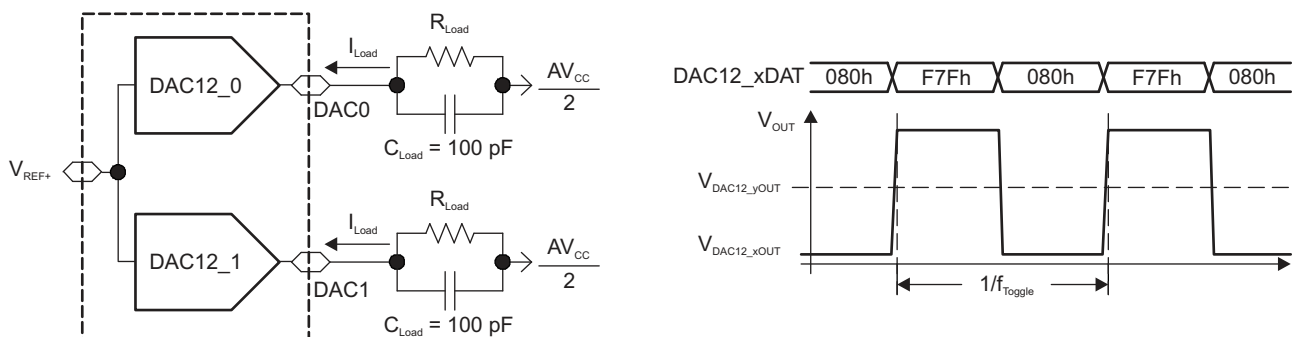 DAC12_0
I_Load
R_Load
DAC0
AV_CC
2
C_Load = 100 pF
V_REF+
DAC12_1
I_Load
R_Load
DAC1
AV_CC
2
C_Load = 100 pF
DAC12_xDAT 080h F7Fh 080h F7Fh 080h
V_OUT
V_DAC12_yOUT
V_DAC12_xOUT
1/f_Toggle